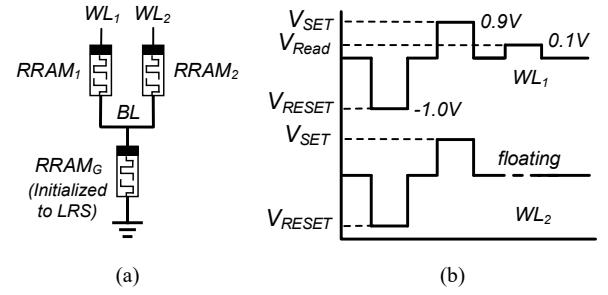 WL1 WL2
RRAM1 RRAM2
BL
RRAMG
(Initialized
to LRS)
(a)
VSET 0.9V
VRead 0.1V
WL1
VRESET -1.0V
VSET
floating
VRESET WL2
(b)